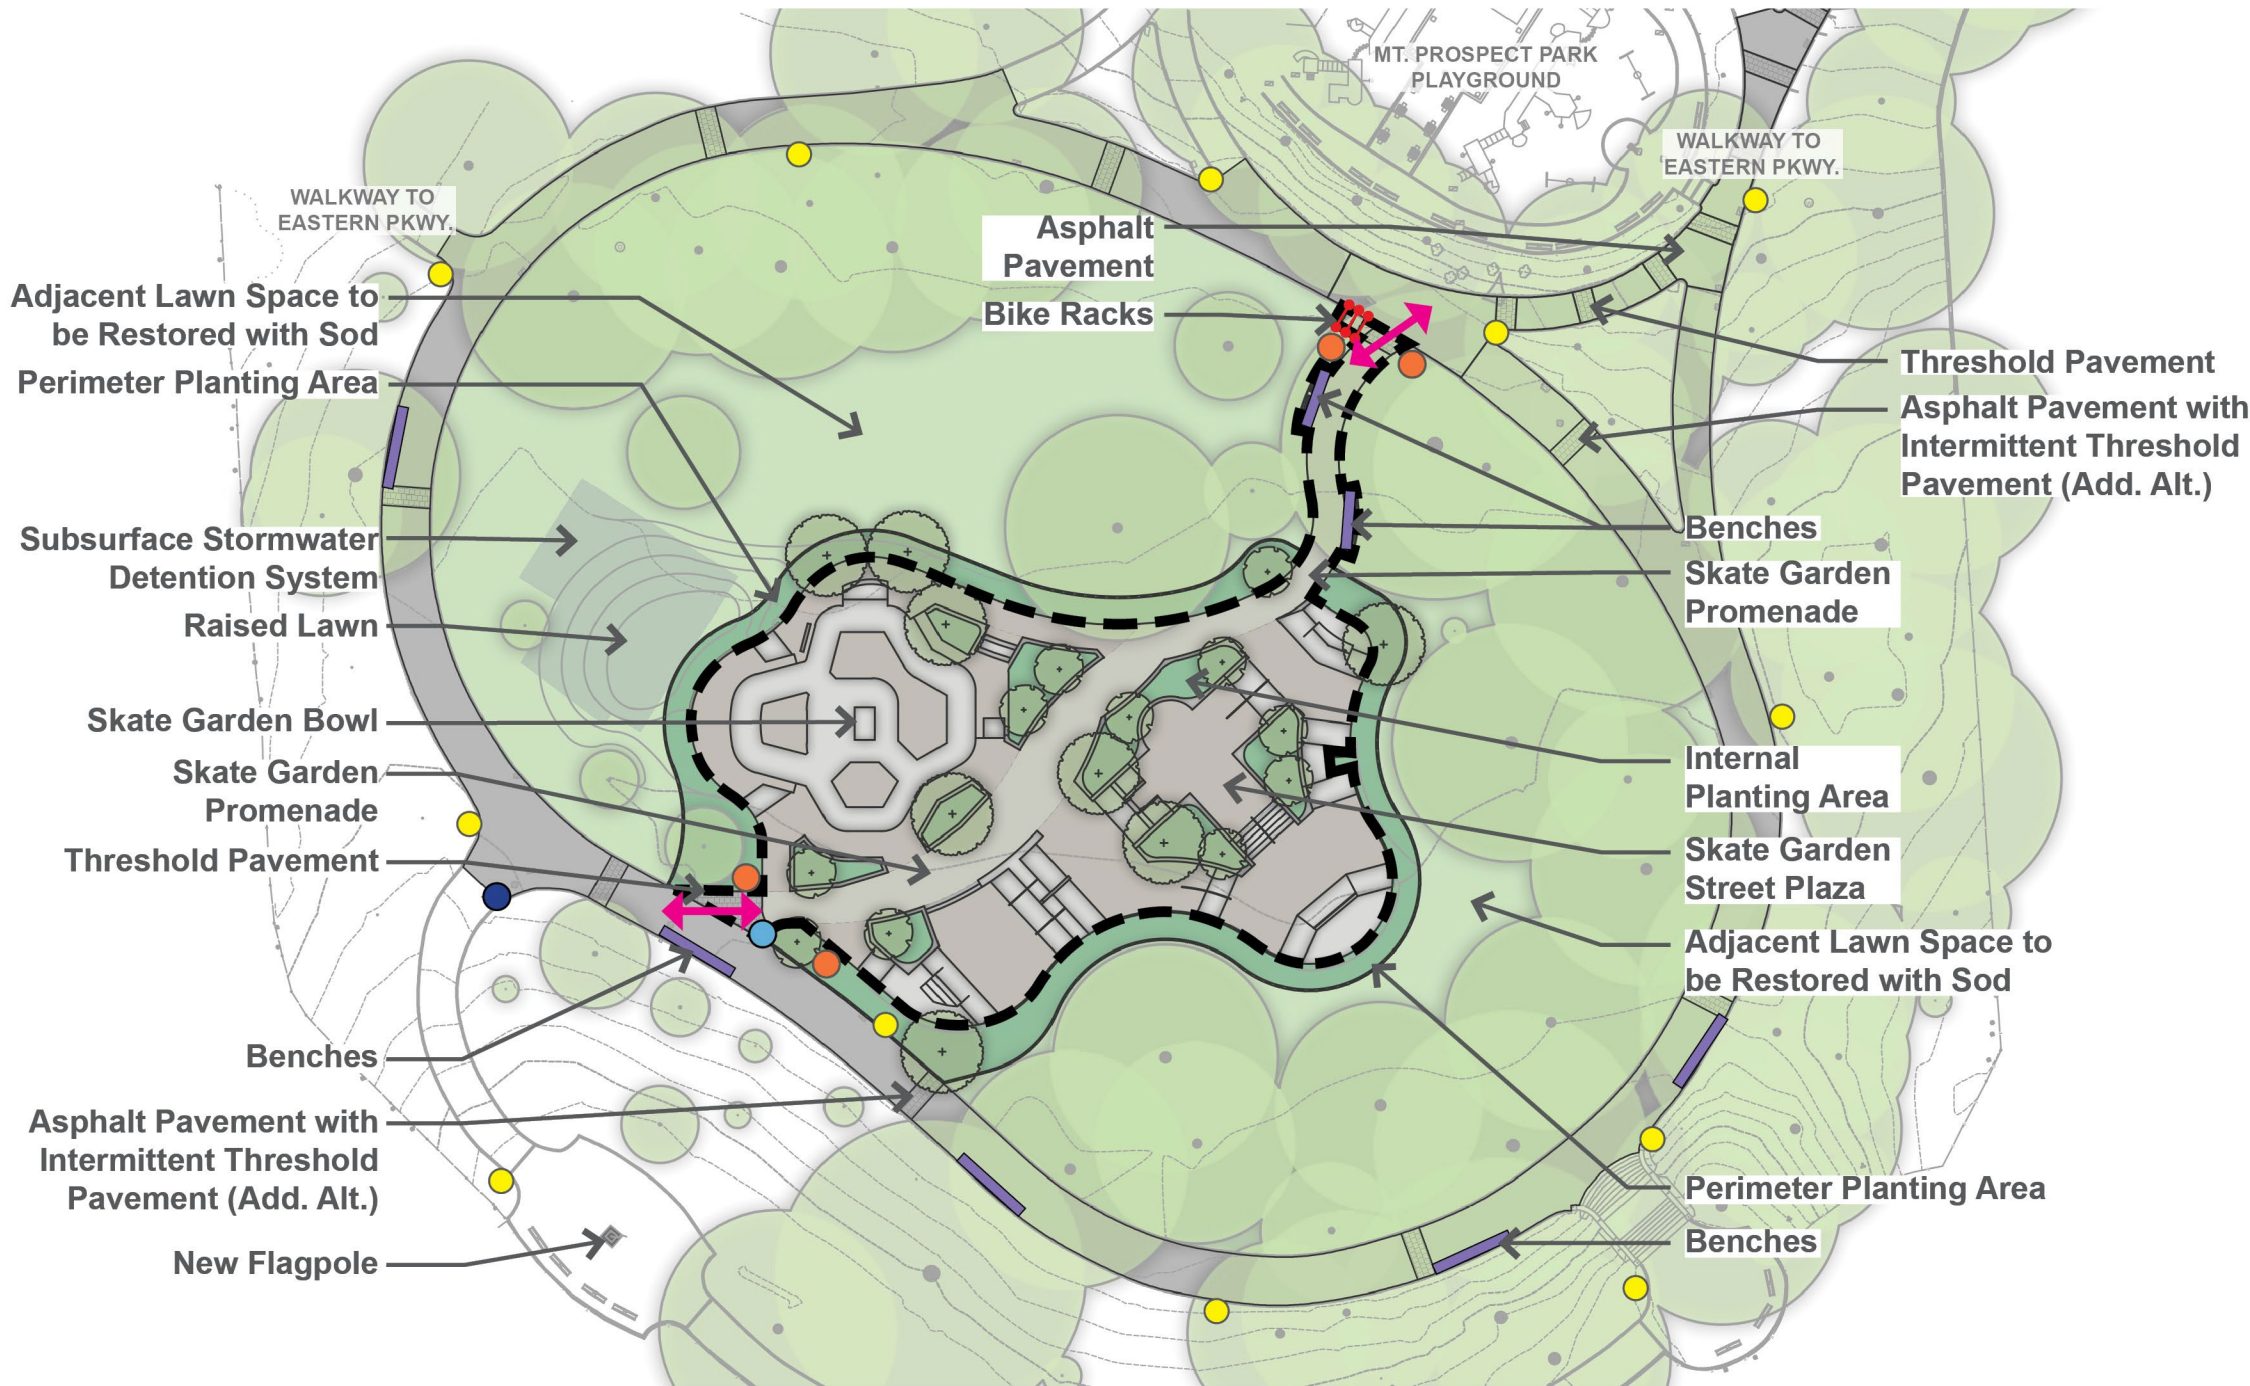 MT. PROSPECT PARK
PLAYGROUND
WALKWAY TO
EASTERN PKWY.
WALKWAY TO
EASTERN PKWY.
Adjacent Lawn Space to
be Restored with Sod
Perimeter Planting Area
Subsurface Stormwater
Detention System
Raised Lawn
Skate Garden Bowl
Skate Garden
Promenade
Threshold Pavement
Benches
Asphalt Pavement with
Intermittent Threshold
Pavement (Add. Alt.)
New Flagpole
Asphalt
Pavement
Bike Racks
Threshold Pavement
Asphalt Pavement with
Intermittent Threshold
Pavement (Add. Alt.)
Benches
Skate Garden
Promenade
Internal
Planting Area
Skate Garden
Street Plaza
Adjacent Lawn Space to
be Restored with Sod
Perimeter Planting Area
Benches